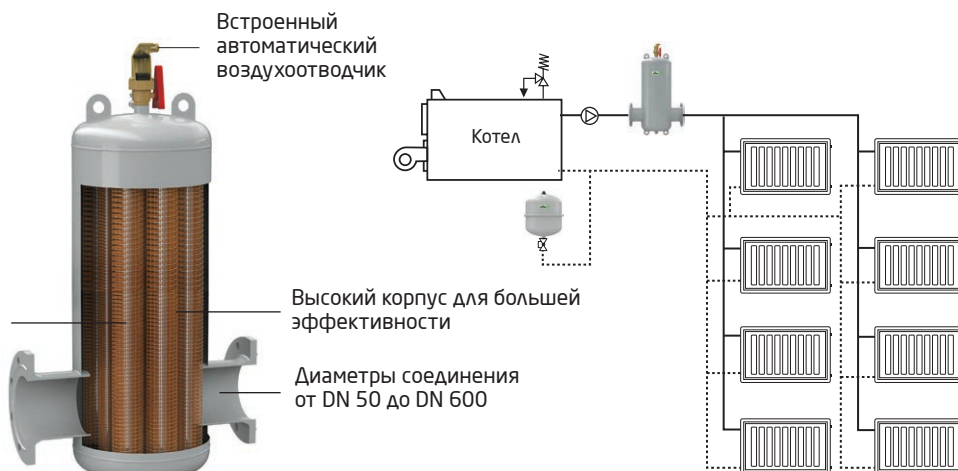 Встроенный
автоматический
воздухоотводчик
Котел
Высокий корпус для большей
эффективности
Диаметры соединения
от DN 50 до DN 600